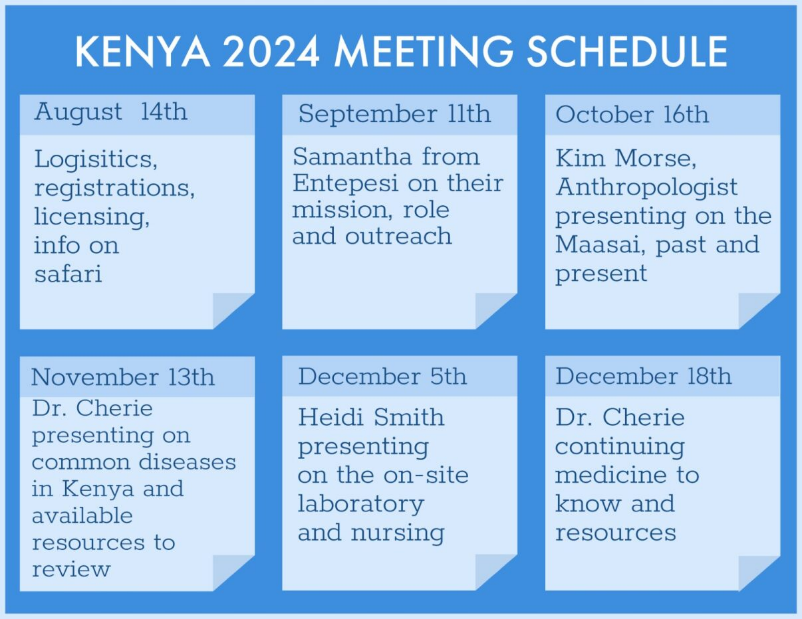 KENYA 2024 MEETING SCHEDULE
August 14th
Logisitics,
registrations,
licensing,
info on
safari
September 11th
Samantha from
Entepesi on their
mission, role
and outreach
October 16th
Kim Morse,
Anthropologist
presenting on the
Maasai, past and
present
November 13th
Dr. Cherie
presenting on
common diseases
in Kenya and
available
resources to
review
December 5th
Heidi Smith
presenting
on the on-site
laboratory
and nursing
December 18th
Dr. Cherie
continuing
medicine to
know and
resources